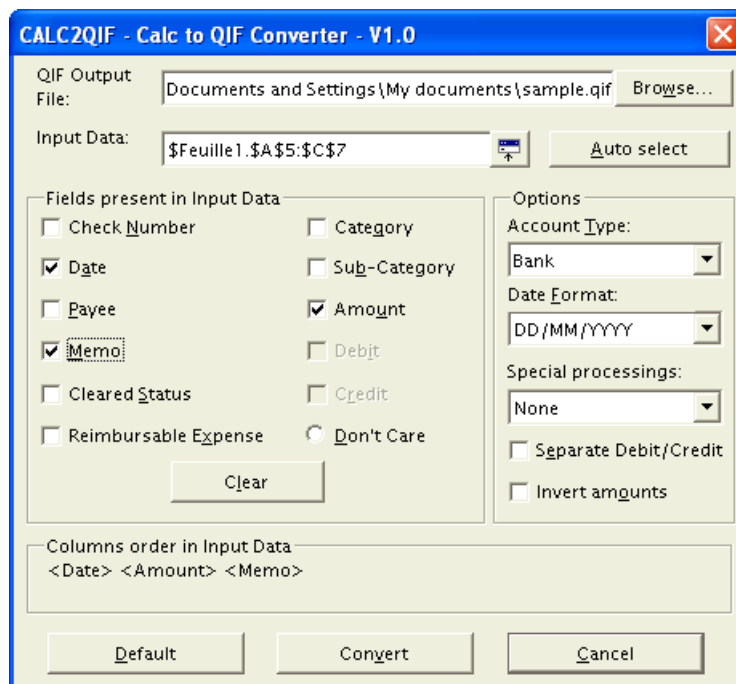 CALC2QIF - Calc to QIF Converter - V1.0
QIF Output
File:
Documents and Settings\My documents\sample.qif
Browse...
Input Data:
$Feuille1.$A$5:$C$7
Auto select
Fields present in Input Data
Check Number
Category
Date
Sub-Category
Payee
Amount
Memo
Debit
Cleared Status
Credit
Reimbursable Expense
Don't Care
Clear
Options
Account Type:
Bank
Date Format:
DD/MM/YYYY
Special processings:
None
Separate Debit/Credit
Invert amounts
Columns order in Input Data
<Date> <Amount> <Memo>
Default
Convert
Cancel